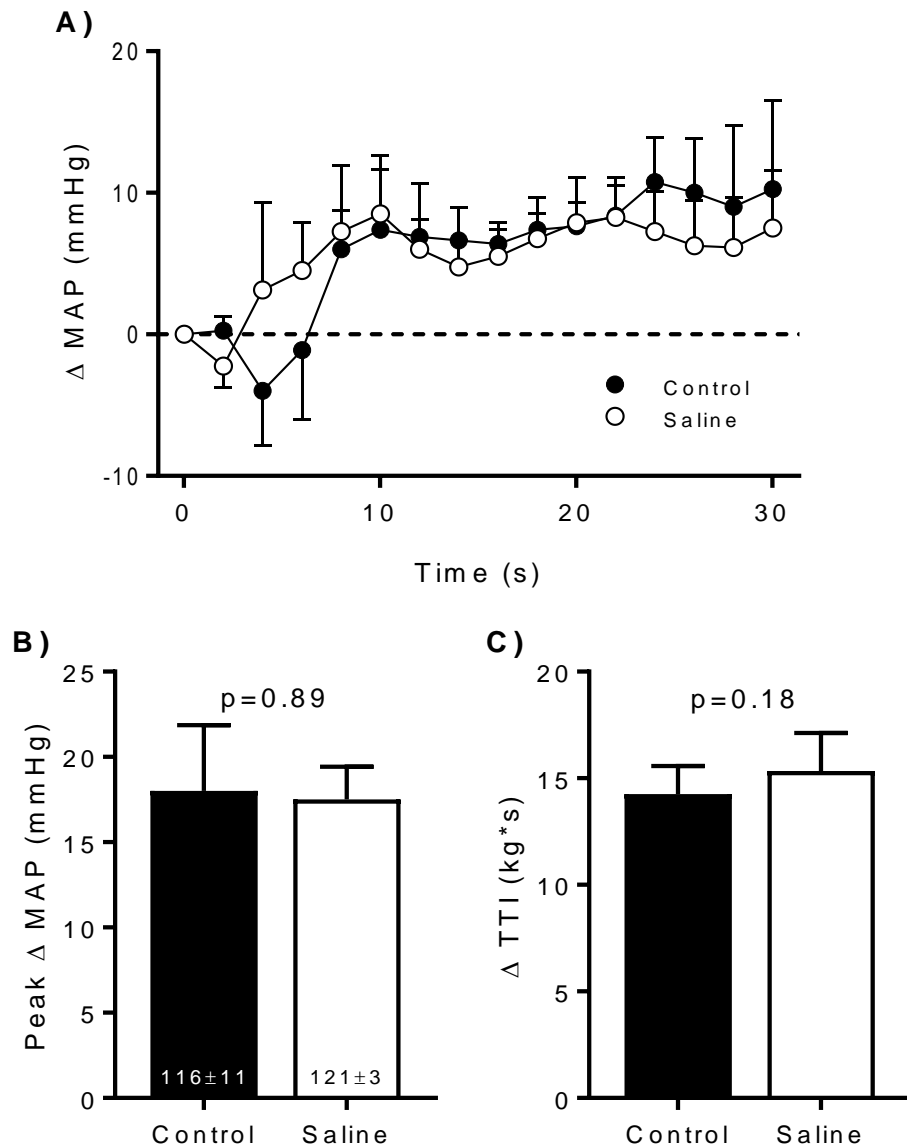 A)
20
10
0
-10
Δ MAP (mmHg)
Control
Saline
0 10 20 30
Time (s)
B)
25
20
15
10
5
0
Peak Δ MAP (mmHg)
p=0.89
116±11 121±3
Control Saline
C)
20
15
10
5
0
Δ TTI (kg*s)
p=0.18
Control Saline